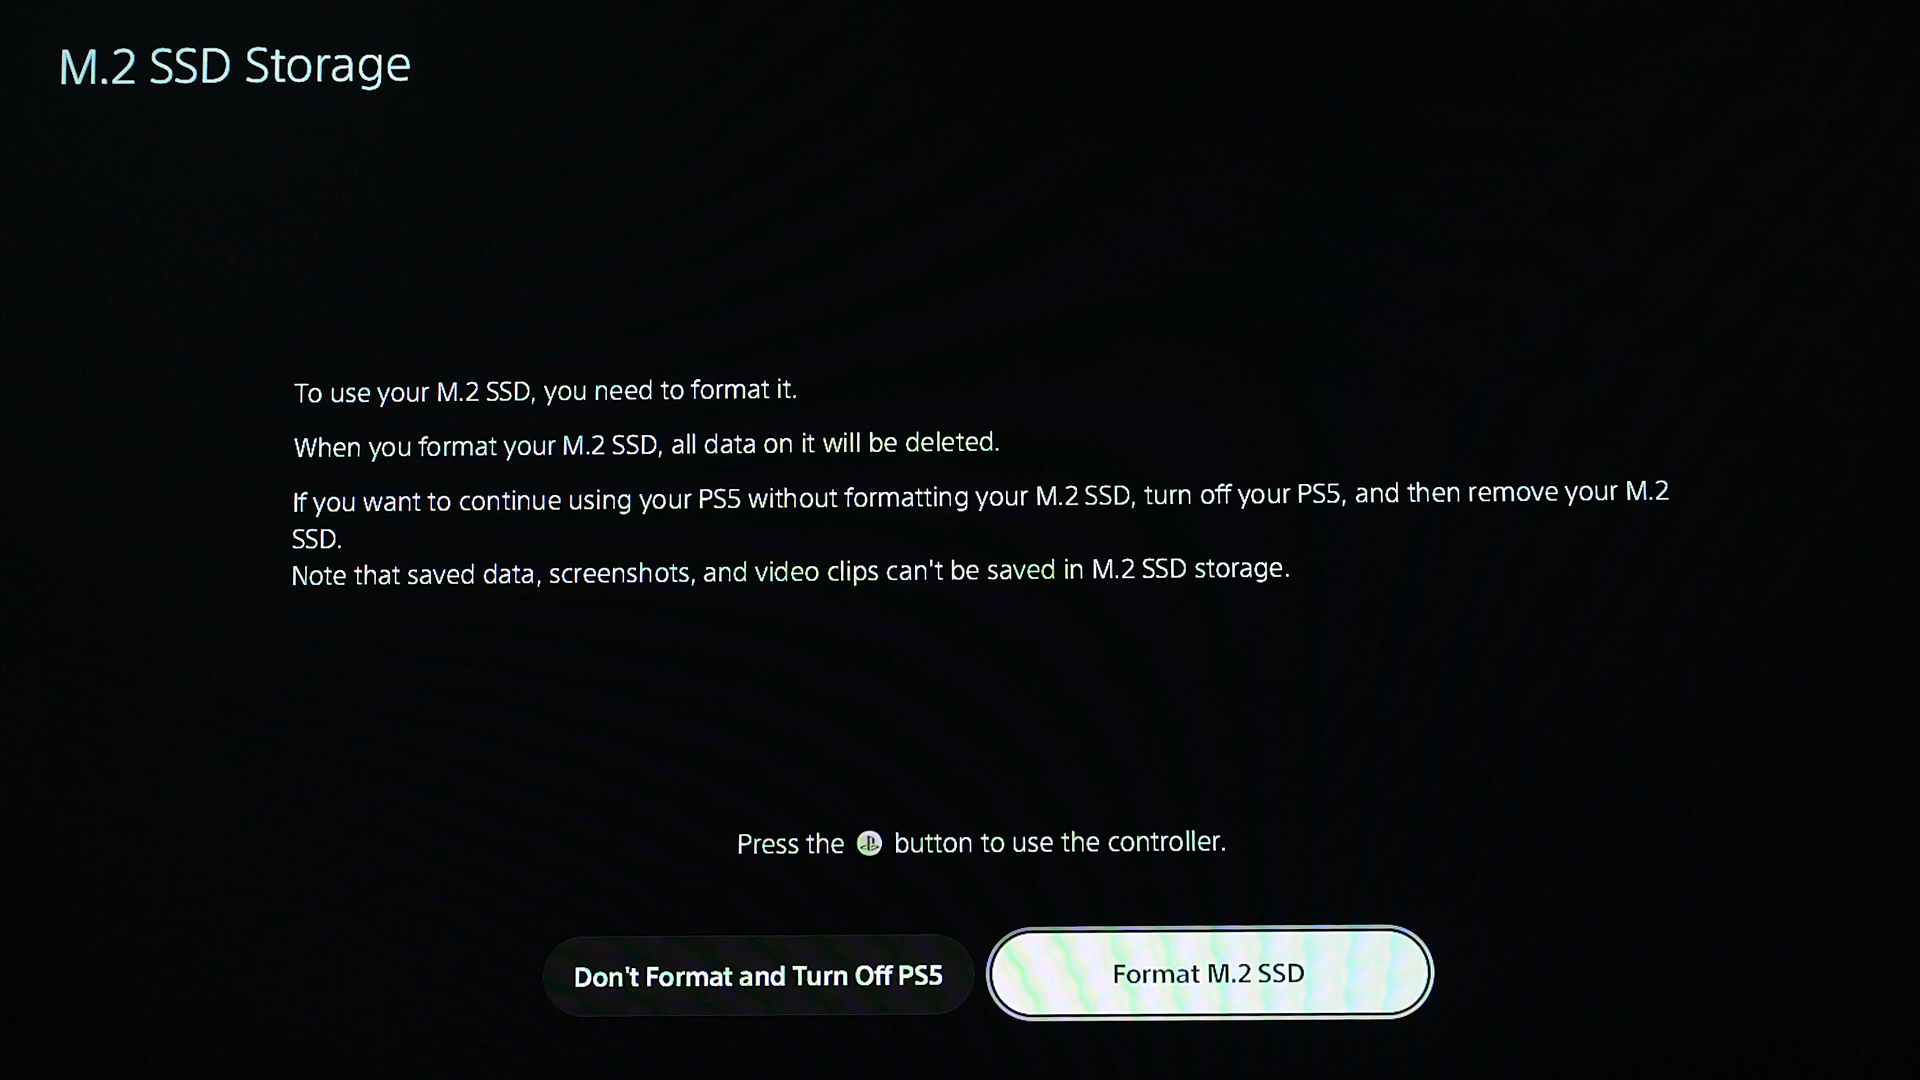 M.2 SSD Storage
To use your M.2 SSD, you need to format it.
When you format your M.2 SSD, all data on it will be deleted.
If you want to continue using your PS5 without formatting your M.2 SSD, turn off your PS5, and then remove your M.2
SSD.
Note that saved data, screenshots, and video clips can't be saved in M.2 SSD storage.
Press the button to use the controller.
Don't Format and Turn Off PS5
Format M.2 SSD